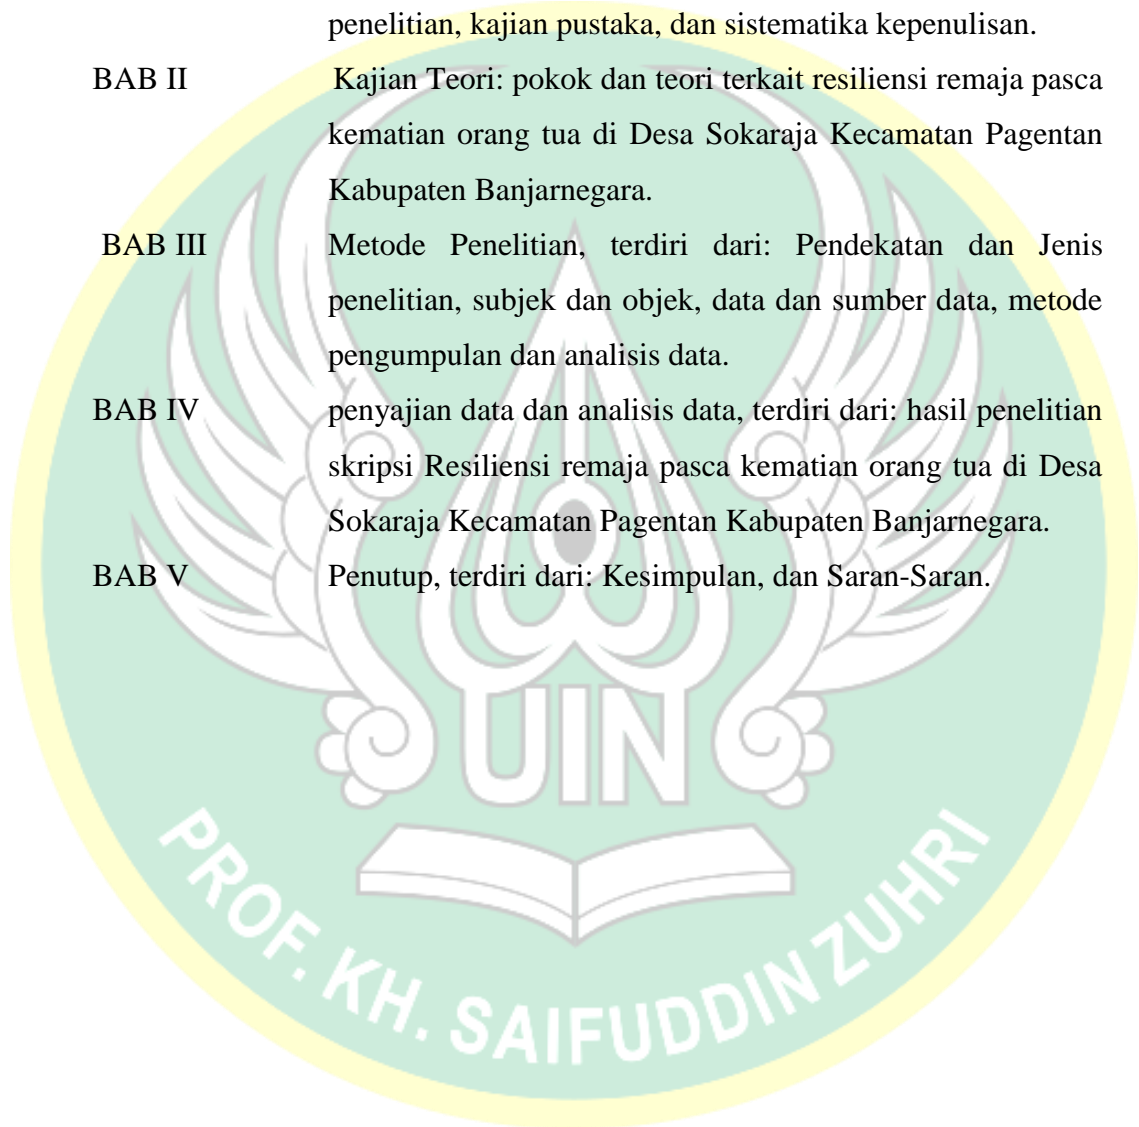 penelitian, kajian pustaka, dan sistematika kepenulisan.
BAB II Kajian Teori: pokok dan teori terkait resiliensi remaja pasca
kematian orang tua di Desa Sokaraja Kecamatan Pagentan
Kabupaten Banjarnegara.
BAB III Metode Penelitian, terdiri dari: Pendekatan dan Jenis
penelitian, subjek dan objek, data dan sumber data, metode
pengumpulan dan analisis data.
BAB IV penyajian data dan analisis data, terdiri dari: hasil penelitian
skripsi Resiliensi remaja pasca kematian orang tua di Desa
Sokaraja Kecamatan Pagentan Kabupaten Banjarnegara.
BAB V Penutup, terdiri dari: Kesimpulan, dan Saran-Saran.
UIN
PROF. KH. SAIFUDDIN ZUHRI